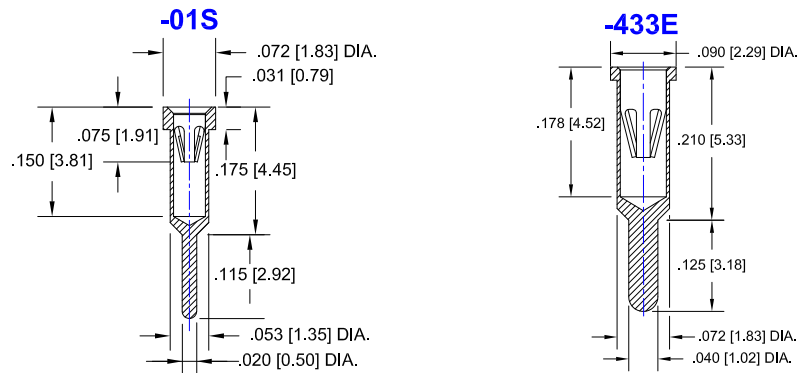 -01S
.072 [1.83] DIA.
.031 [0.79]
.075 [1.91]
.150 [3.81]
.175 [4.45]
.115 [2.92]
.053 [1.35] DIA.
.020 [0.50] DIA.
-433E
.090 [2.29] DIA.
.178 [4.52]
.210 [5.33]
.125 [3.18]
.072 [1.83] DIA.
.040 [1.02] DIA.